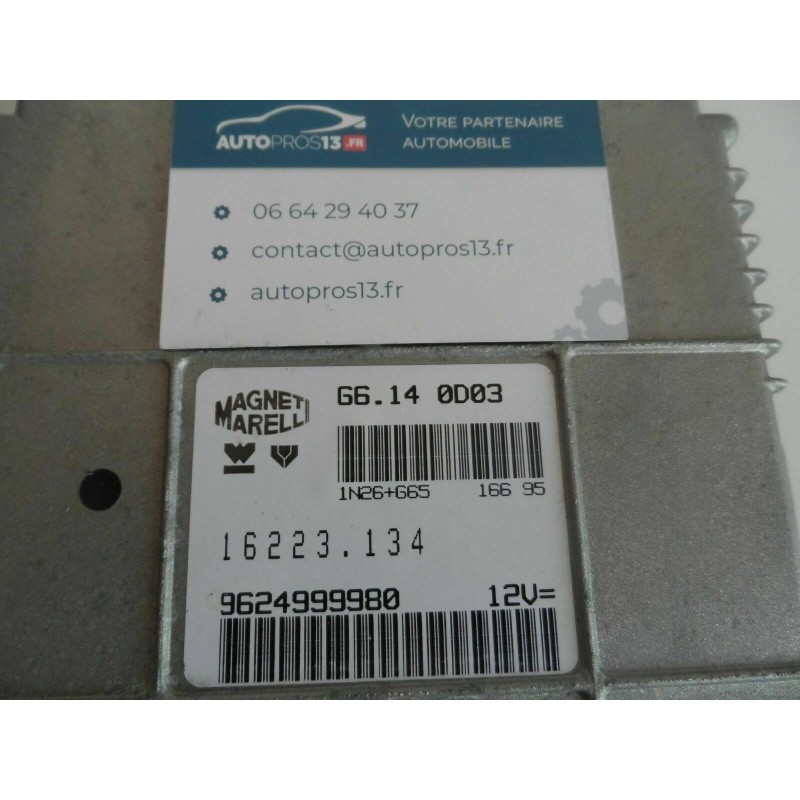 AUTOPROS13.FR
VOTRE PARTENAIRE
AUTOMOBILE
06 64 29 40 37
contact@autopros13.fr
autopros13.fr
MAGNETI
MARELLI
G6.14 0D03
1N26+G65 166 95
16223.134
9624999980 12V=